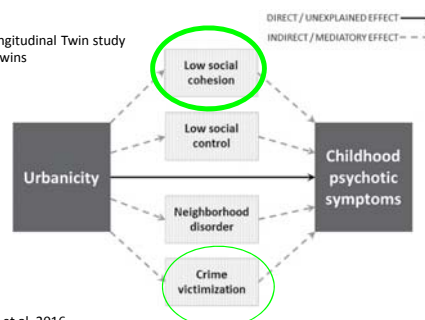 DIRECT / UNEXPLAINED EFFECT
INDIRECT / MEDIATORY EFFECT
ngitudinal Twin study
wins
Low social
cohesion
Low social
control
Urbanicity
Childhood
psychotic
symptoms
Neighborhood
disorder
Crime
victimization
et al. 2016